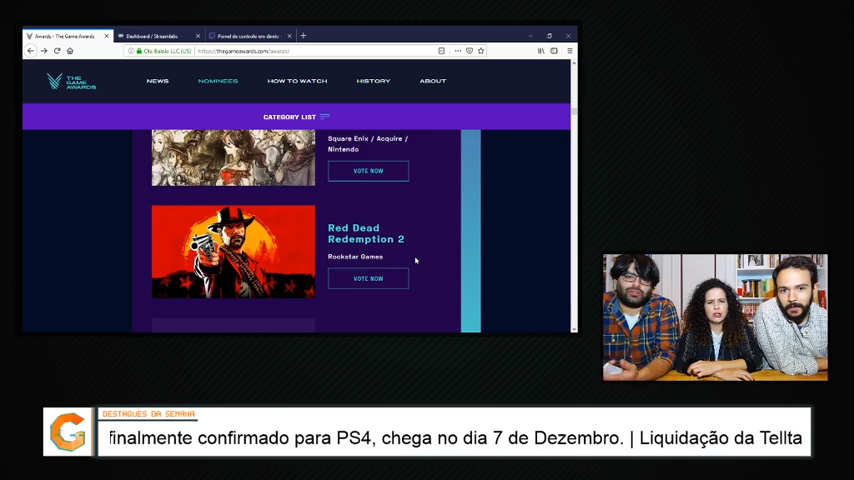 Awards - The Game Awards
Dashboard / Streamlabs
Painel de controlo em direto -
Ola Balola LLC (US)
https://thegameawards.com/awards/
THE
GAME
AWARDS
NEWS
NOMINEES
HOW TO WATCH
HISTORY
ABOUT
CATEGORY LIST
Square Enix / Acquire /
Nintendo
VOTE NOW
Red Dead
Redemption 2
Rockstar Games
VOTE NOW
G
DESTAQUES DA SEMANA
finalmente confirmado para PS4, chega no dia 7 de Dezembro. | Liquidação da Tellta